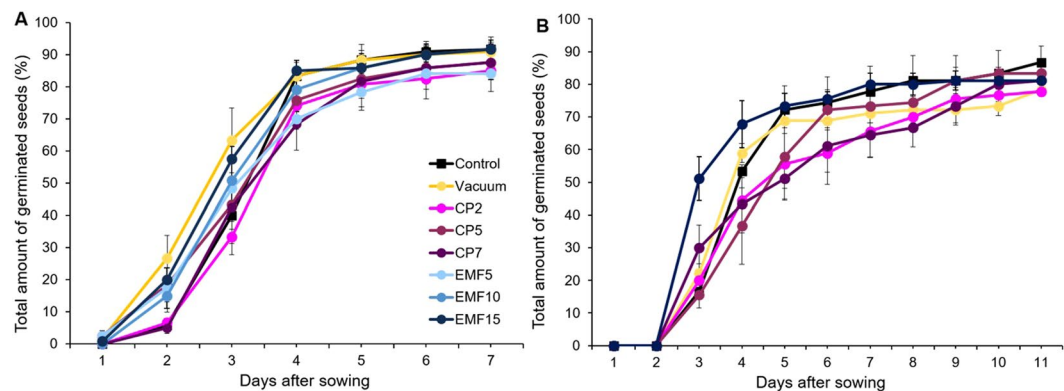 A
Total amount of germinated seeds (%)
100
90
80
70
60
50
40
30
20
10
0
1 2 3 4 5 6 7
Days after sowing
Control
Vacuum
CP2
CP5
CP7
EMF5
EMF10
EMF15
B
Total amount of germinated seeds (%)
100
90
80
70
60
50
40
30
20
10
0
1 2 3 4 5 6 7 8 9 10 11
Days after sowing